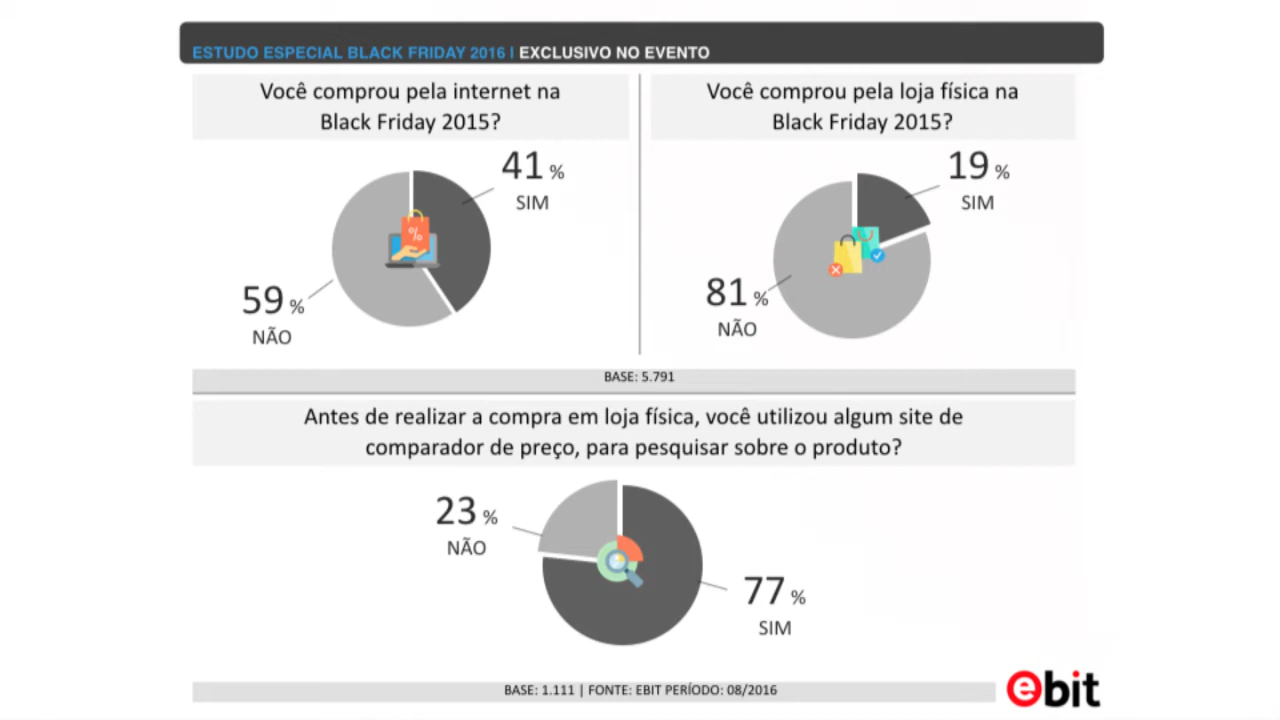 ESTUDO ESPECIAL BLACK FRIDAY 2016 | EXCLUSIVO NO EVENTO
Você comprou pela internet na
Black Friday 2015?
41 %
SIM
59 %
NÃO
Você comprou pela loja física na
Black Friday 2015?
19 %
SIM
81 %
NÃO
%
BASE: 5.791
Antes de realizar a compra em loja física, você utilizou algum site de
comparador de preço, para pesquisar sobre o produto?
23 %
NÃO
77 %
SIM
BASE: 1.111 | FONTE: EBIT PERÍODO: 08/2016
ebit